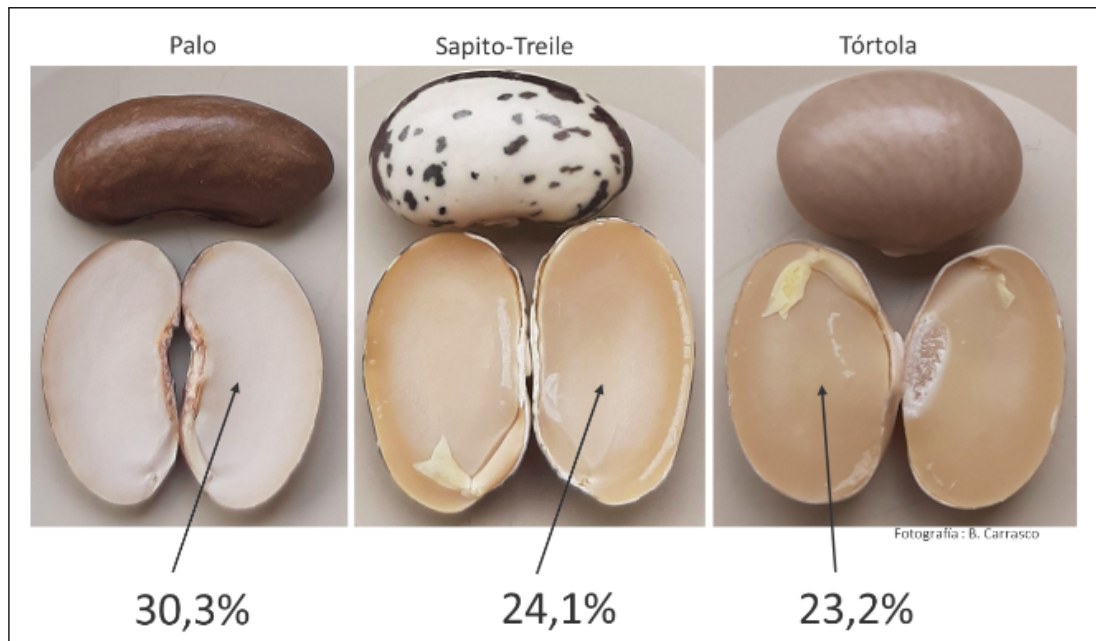 Palo
Sapito-Treile
Tórtola
Fotografía : B. Carrasco
30,3%
24,1%
23,2%